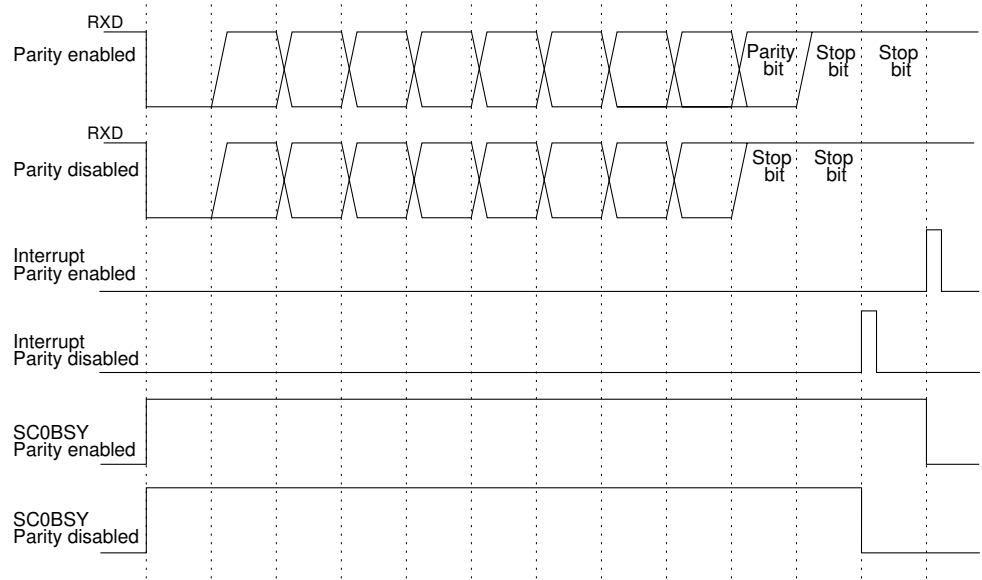 RXD
Parity enabled
Parity bit
Stop bit
Stop bit
RXD
Parity disabled
Stop bit
Stop bit
Interrupt
Parity enabled
Interrupt
Parity disabled
SC0BSY
Parity enabled
SC0BSY
Parity disabled